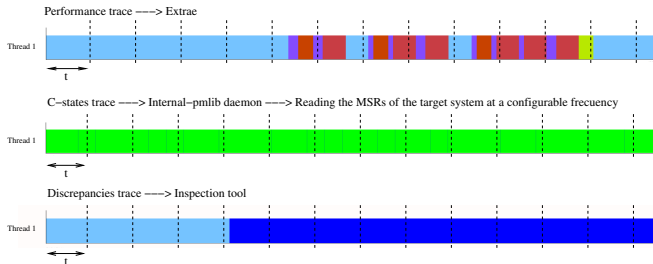 Performance trace −−−> Extrae
Thread 1
t
C−states trace −−−> Internal−pmlib daemon −−−> Reading the MSRs of the target system at a configurable frecuency
Thread 1
t
Discrepancies trace −−−> Inspection tool
Thread 1
t